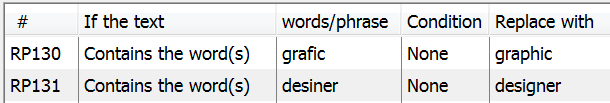 # If the text words/phrase Condition Replace with
RP130 Contains the word(s) grafic None graphic
RP131 Contains the word(s) desiner None designer